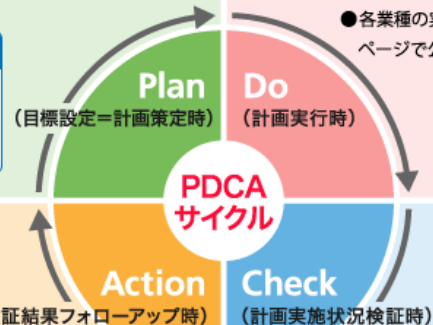 ●各業種の実
ページで公
Plan
(目標設定=計画策定時)
Do
(計画実行時)
PDCA
サイクル
Action
証結果フォローアップ時)
Check
(計画実施状況検証時)